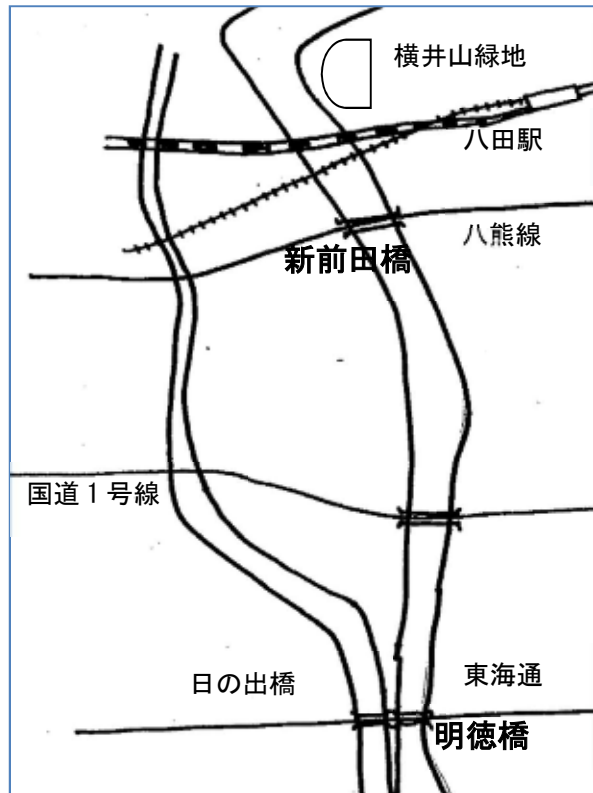 横井山緑地
八田駅
八熊線
新前田橋
国道1号線
日の出橋
東海通
明徳橋